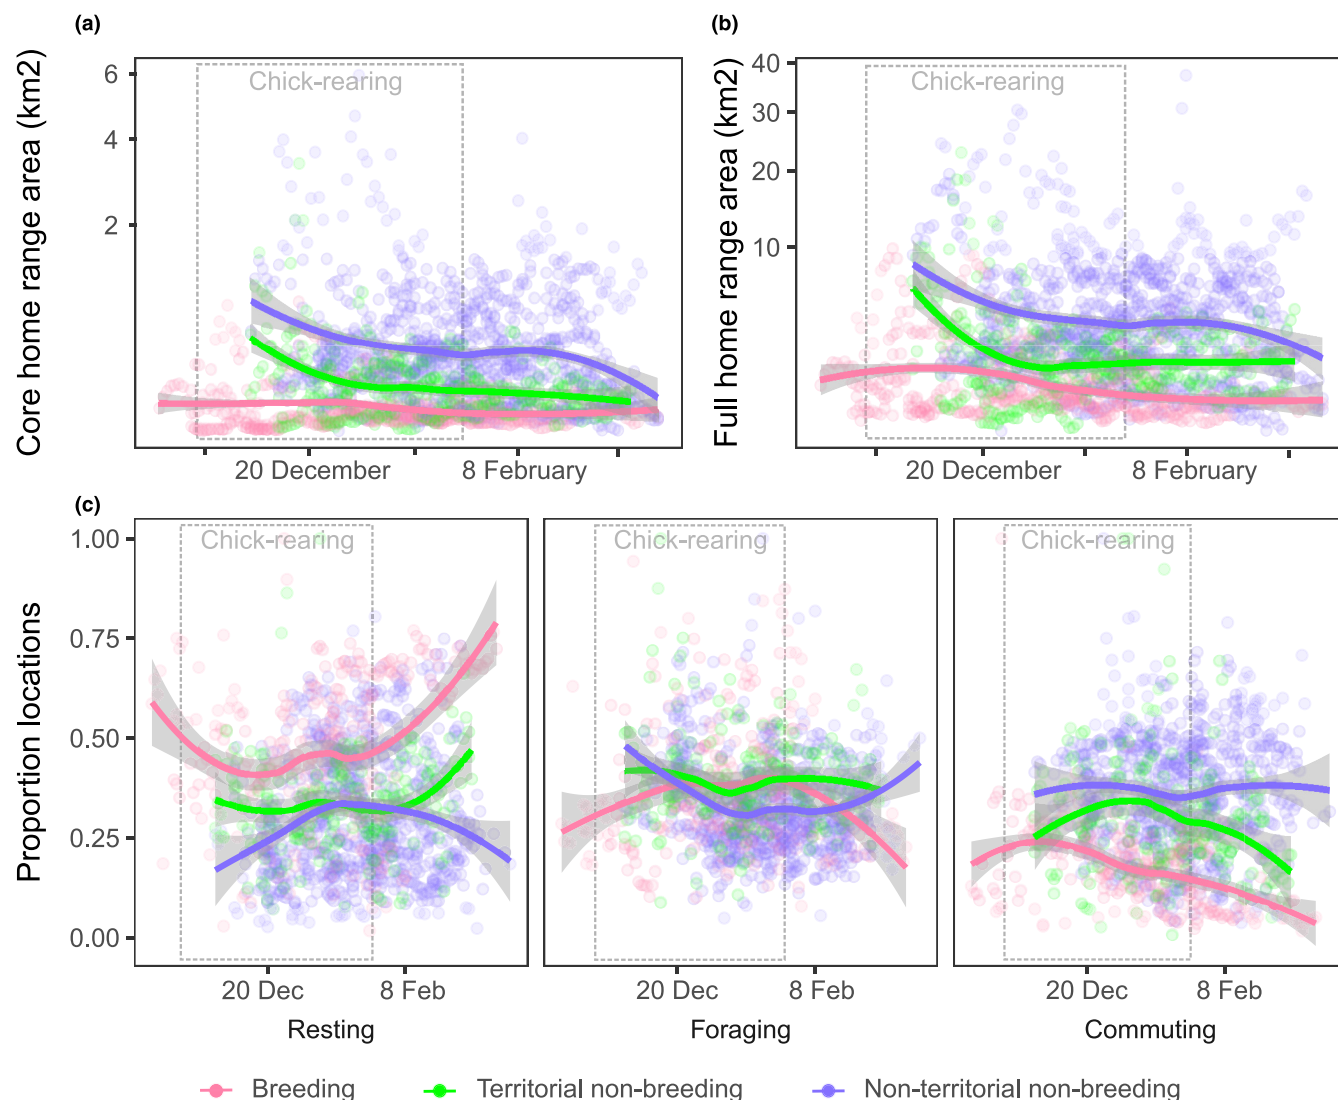 (a)
Core home range area (km2)
6
4
2
Chick-rearing
20 December
8 February
(b)
Full home range area (km2)
40
30
20
10
Chick-rearing
20 December
8 February
(c)
Proportion locations
1.00
0.75
0.50
0.25
0.00
Chick-rearing
20 Dec
8 Feb
Resting
Chick-rearing
20 Dec
8 Feb
Foraging
Chick-rearing
20 Dec
8 Feb
Commuting
Breeding
Territorial non-breeding
Non-territorial non-breeding